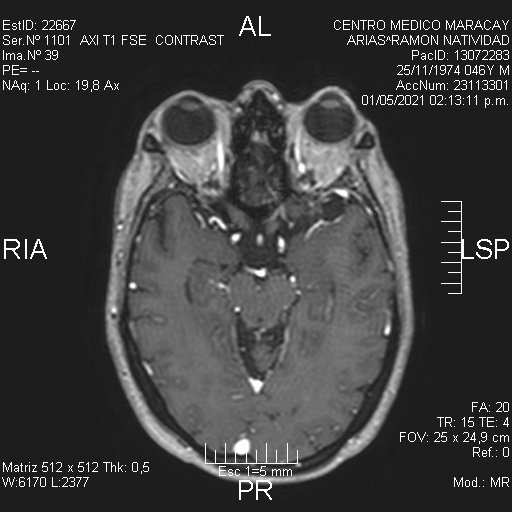 EstID: 22667
Ser.Nº 1101 AXI T1 FSE CONTRAST
Ima.Nº 39
PE= --
NAq: 1 Loc: 19,8 Ax
AL
CENTRO MEDICO MARACAY
ARIAS^RAMON NATIVIDAD
PacID: 13072283
25/11/1974 046Y M
AccNum: 23113301
01/05/2021 02:13:11 p.m.
RIA
LSP
Matriz 512 x 512 Thk: 0,5
W:6170 L:2377
Esc 1=5 mm
PR
FA: 20
TR: 15 TE: 4
FOV: 25 x 24,9 cm
Ref.: 0
Mod.: MR